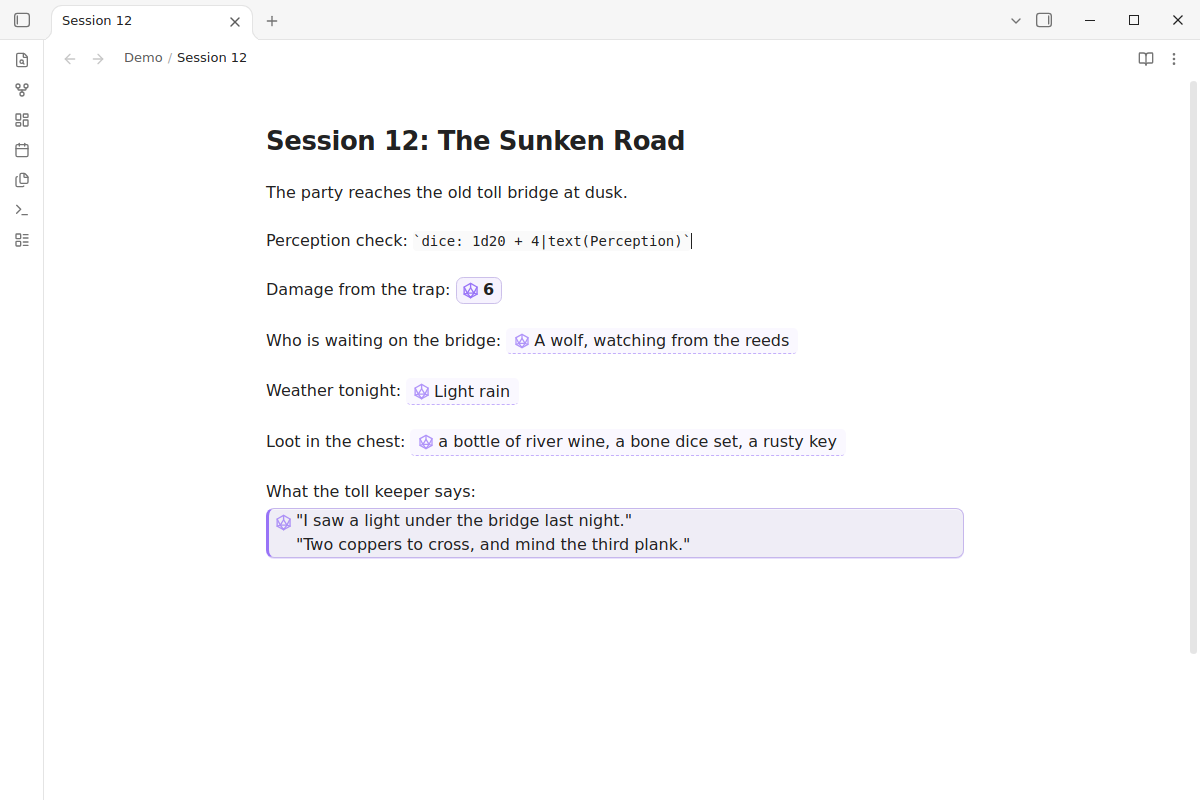 Session 12
Demo / Session 12
Session 12: The Sunken Road
The party reaches the old toll bridge at dusk.
Perception check: `dice: 1d20 + 4|text(Perception)`
Damage from the trap: 6
Who is waiting on the bridge: A wolf, watching from the reeds
Weather tonight: Light rain
Loot in the chest: a bottle of river wine, a bone dice set, a rusty key
What the toll keeper says:
"I saw a light under the bridge last night."
"Two coppers to cross, and mind the third plank."